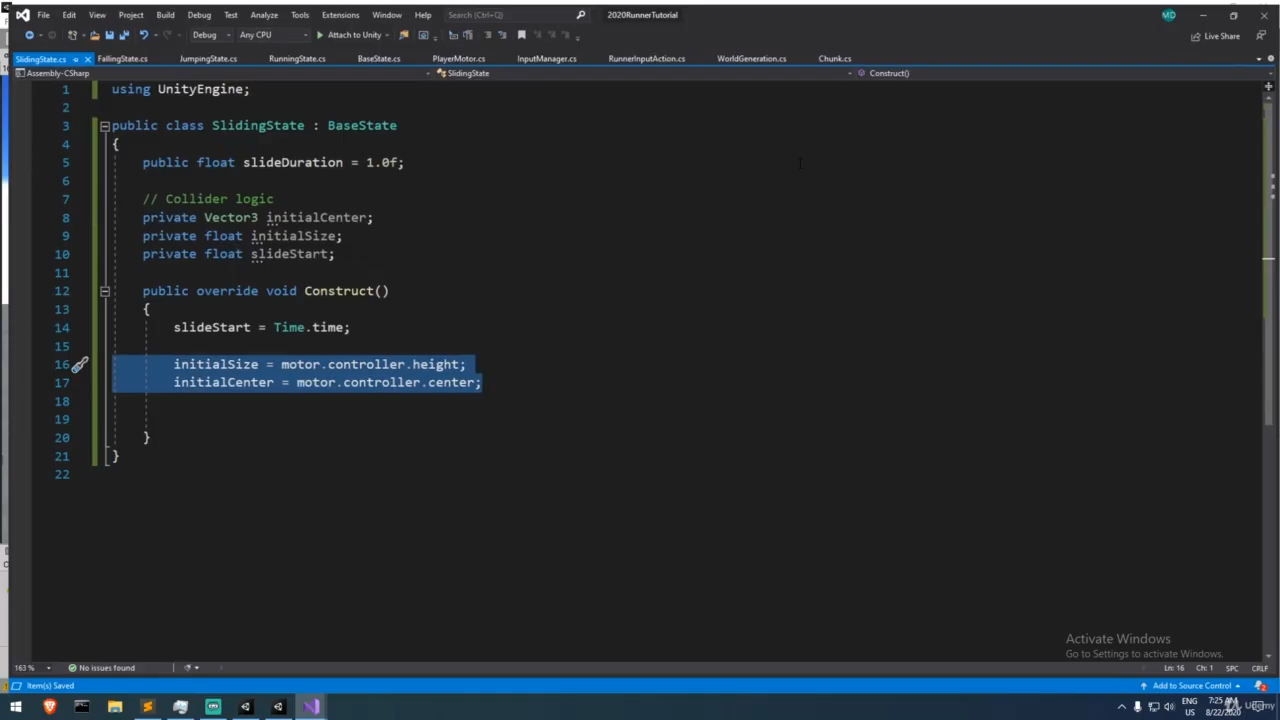 File Edit View Project Build Debug Test Analyze Tools Extensions Window Help Search (Ctrl+Q) 2020RunnerTutorial MD
Debug Any CPU Attach to Unity Live Share
SlidingState.cs FallingState.cs JumpingState.cs RunningState.cs BaseState.cs PlayerMotor.cs InputManager.cs RunnerInputAction.cs WorldGeneration.cs Chunk.cs
Assembly-CSharp SlidingState Construct()
1 using UnityEngine;
2
3 public class SlidingState : BaseState
4 {
5 public float slideDuration = 1.0f;
6
7 // Collider logic
8 private Vector3 initialCenter;
9 private float initialSize;
10 private float slideStart;
11
12 public override void Construct()
13 {
14 slideStart = Time.time;
15
16 initialSize = motor.controller.height;
17 initialCenter = motor.controller.center;
18
19
20 }
21 }
22
Activate Windows
Go to Settings to activate Windows.
163 % No issues found Ln: 16 Ch: 1 SPC CRLF
Item(s) Saved Add to Source Control 2
ENG 7:25 AM
US 8/22/2020
Udemy